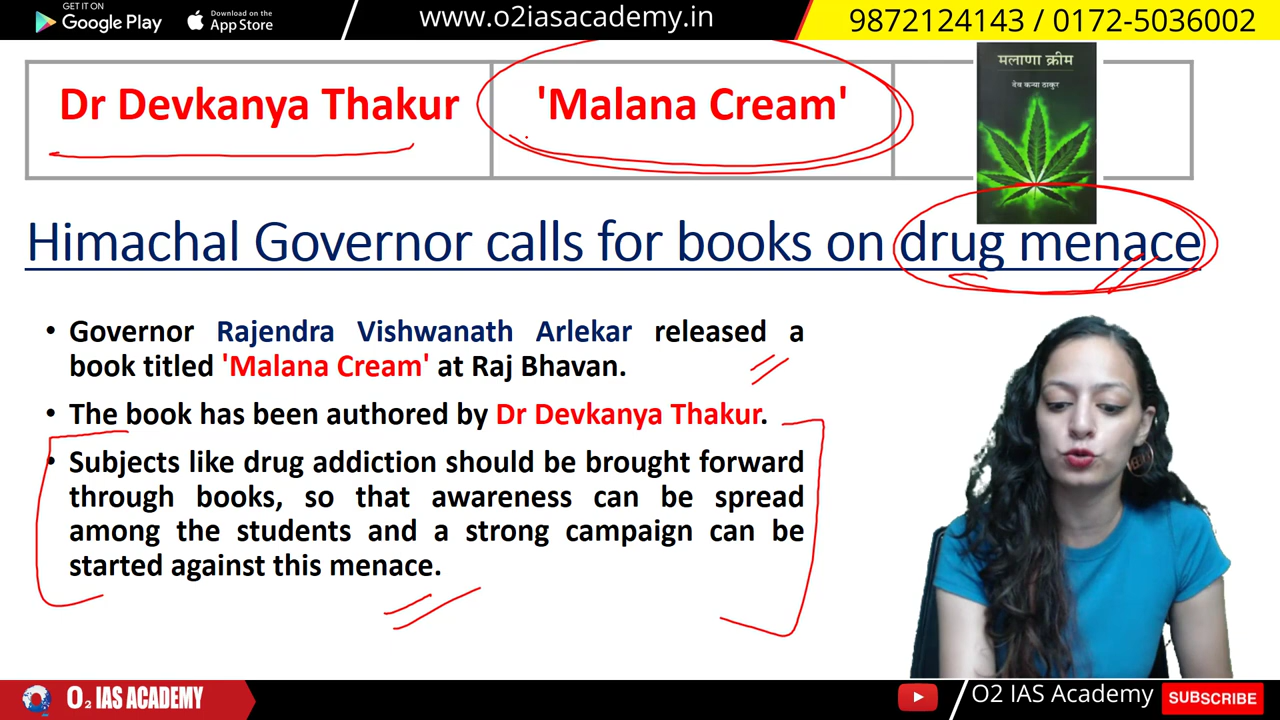 GET IT ON
Google Play
Download on the
App Store
www.o2iasacademy.in
9872124143 / 0172-5036002
Dr Devkanya Thakur
'Malana Cream'
मलाणा क्रीम
देव कन्या ठाकुर
Himachal Governor calls for books on drug menace
• Governor Rajendra Vishwanath Arlekar released a
book titled 'Malana Cream' at Raj Bhavan.
• The book has been authored by Dr Devkanya Thakur.
• Subjects like drug addiction should be brought forward
through books, so that awareness can be spread
among the students and a strong campaign can be
started against this menace.
O2 IAS ACADEMY
O2 IAS Academy
SUBSCRIBE